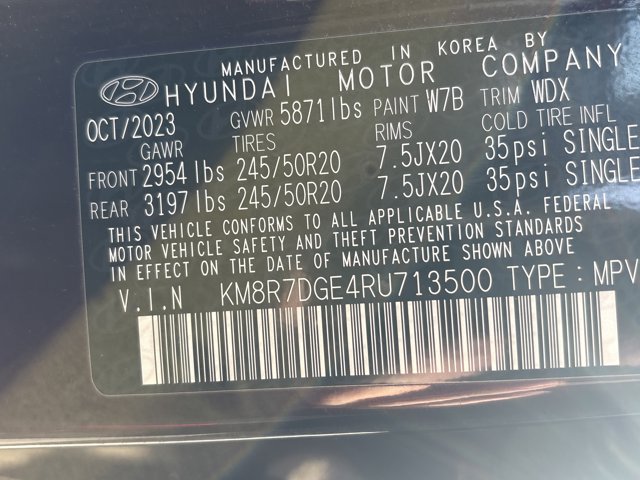 MANUFACTURED IN KOREA BY
HYUNDAI MOTOR COMPANY
OCT/2023 GVWR 5871lbs PAINT W7B TRIM WDX
GAWR TIRES RIMS COLD TIRE INFL
FRONT 2954lbs 245/50R20 7.5JX20 35psi SINGLE
REAR 3197lbs 245/50R20 7.5JX20 35psi SINGLE
THIS VEHICLE CONFORMS TO ALL APPLICABLE U.S.A. FEDERAL
MOTOR VEHICLE SAFETY AND THEFT PREVENTION STANDARDS
IN EFFECT ON THE DATE OF MANUFACTURE SHOWN ABOVE
V.I.N KM8R7DGE4RU713500 TYPE : MPV